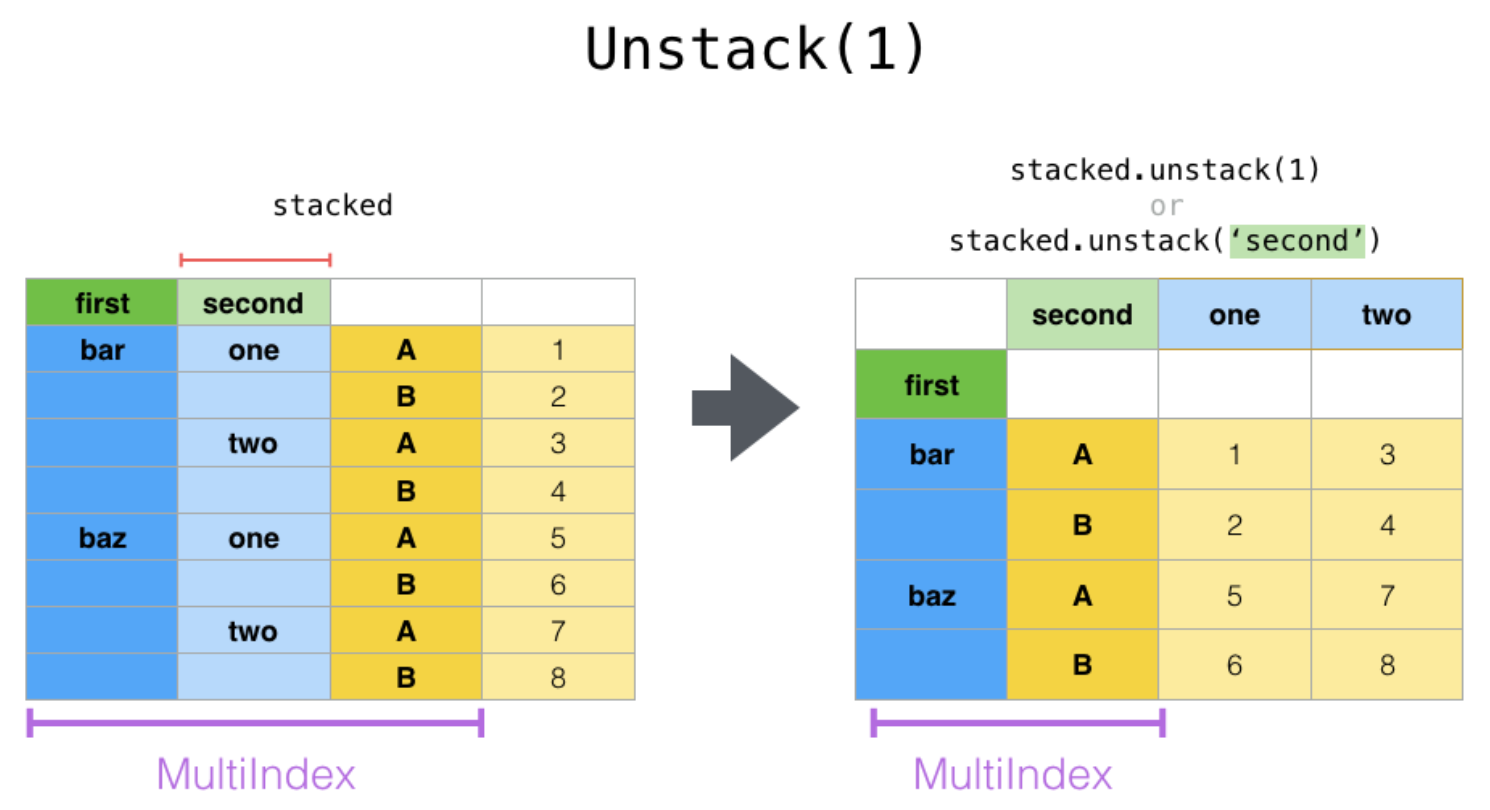 Unstack(1)
stacked
first second
bar one A 1
B 2
two A 3
B 4
baz one A 5
B 6
two A 7
B 8
MultiIndex
stacked.unstack(1)
or
stacked.unstack(‘second’)
second one two
first
bar A 1 3
B 2 4
baz A 5 7
B 6 8
MultiIndex